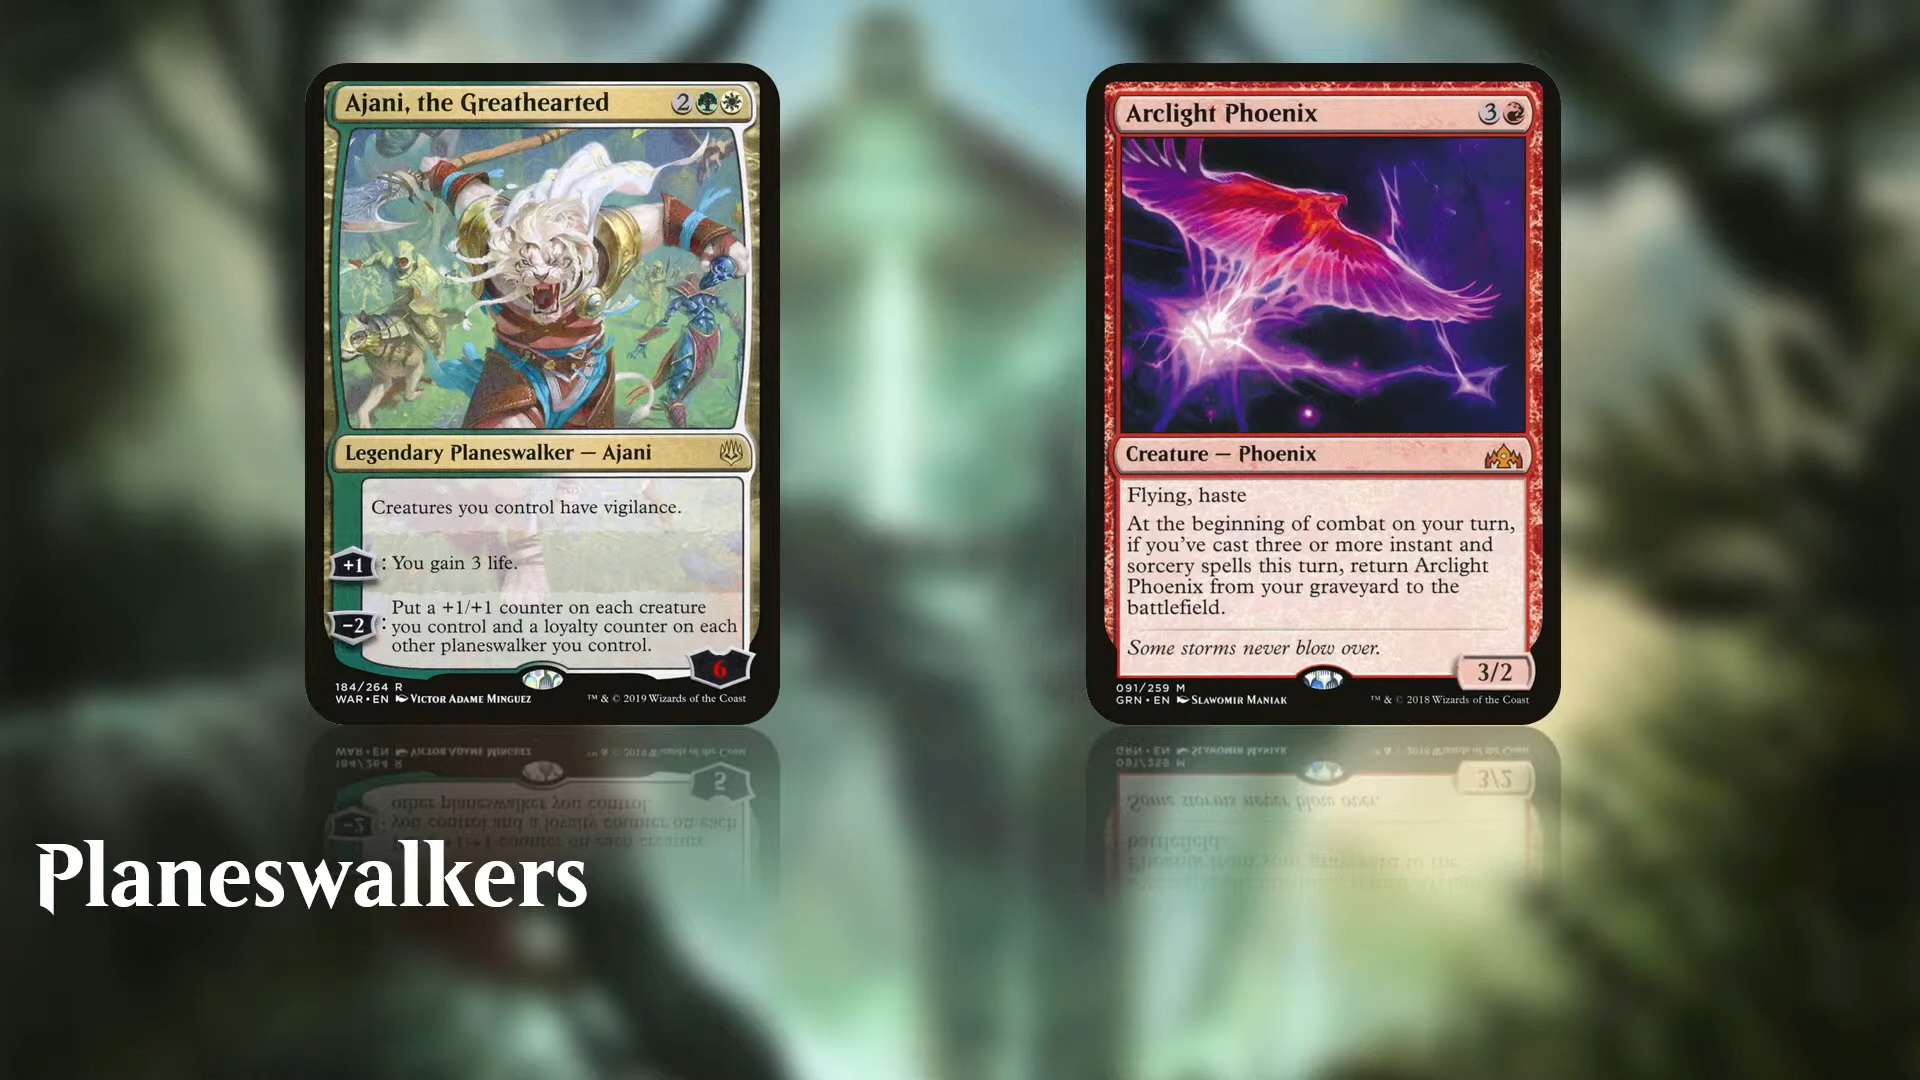 Ajani, the Greathearted 2
Legendary Planeswalker — Ajani
Creatures you control have vigilance.
+1 : You gain 3 life.
Put a +1/+1 counter on each creature
−2 : you control and a loyalty counter on each
other planeswalker you control.
6
184/264 R
WAR • EN Victor Adame Minguez ™ & © 2019 Wizards of the Coast
Arclight Phoenix 3
Creature — Phoenix
Flying, haste
At the beginning of combat on your turn,
if you've cast three or more instant and
sorcery spells this turn, return Arclight
Phoenix from your graveyard to the
battlefield.
Some storms never blow over.
3/2
091/259 M
GRN • EN Slawomir Maniak ™ & © 2018 Wizards of the Coast
Planeswalkers